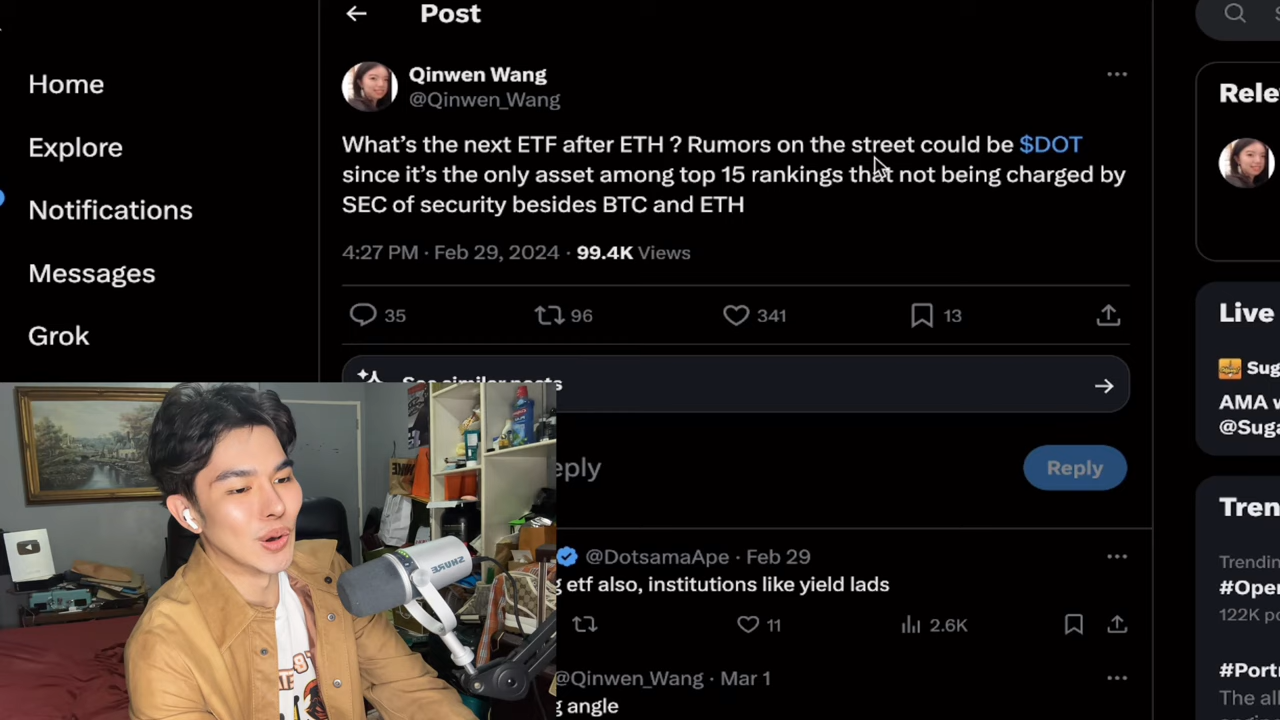 Post
Home
Explore
Notifications
Messages
Grok
Qinwen Wang
@Qinwen_Wang
What's the next ETF after ETH ? Rumors on the street could be $DOT
since it's the only asset among top 15 rankings that not being charged by
SEC of security besides BTC and ETH
4:27 PM · Feb 29, 2024 · 99.4K Views
35 96 341 13
See similar posts
eply
Reply
@DotsamaApe · Feb 29
g etf also, institutions like yield lads
11 2.6K
@Qinwen_Wang · Mar 1
g angle
Rele
Live
Sug
AMA w
@Suga
Tren
Trending
#Oper
122K po
#Portr
The all
SHURE